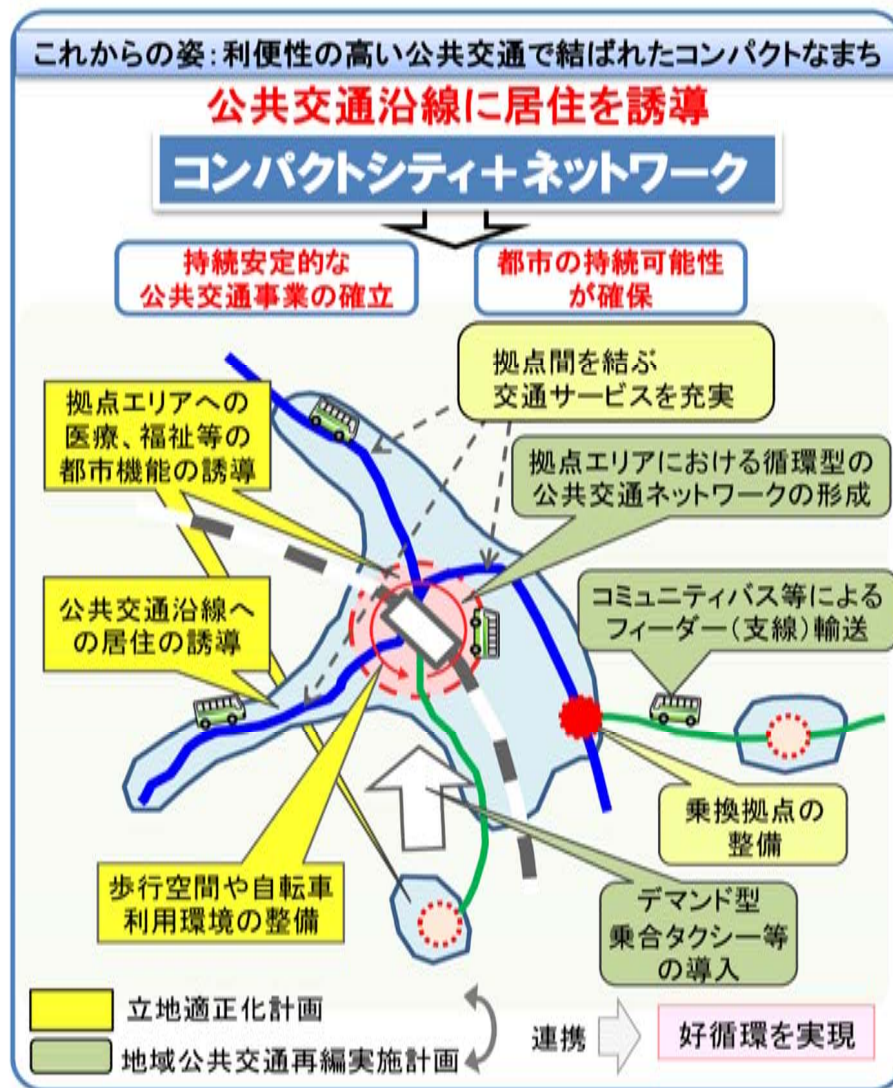 これからの姿：利便性の高い公共交通で結ばれたコンパクトなまち
公共交通沿線に居住を誘導
コンパクトシティ＋ネットワーク
持続安定的な
公共交通事業の確立
都市の持続可能性
が確保
拠点間を結ぶ
交通サービスを充実
拠点エリアへの
医療、福祉等の
都市機能の誘導
拠点エリアにおける循環型の
公共交通ネットワークの形成
公共交通沿線へ
の居住の誘導
コミュニティバス等による
フィーダー（支線）輸送
乗換拠点の
整備
歩行空間や自転車
利用環境の整備
デマンド型
乗合タクシー等
の導入
立地適正化計画
地域公共交通再編実施計画
連携
好循環を実現